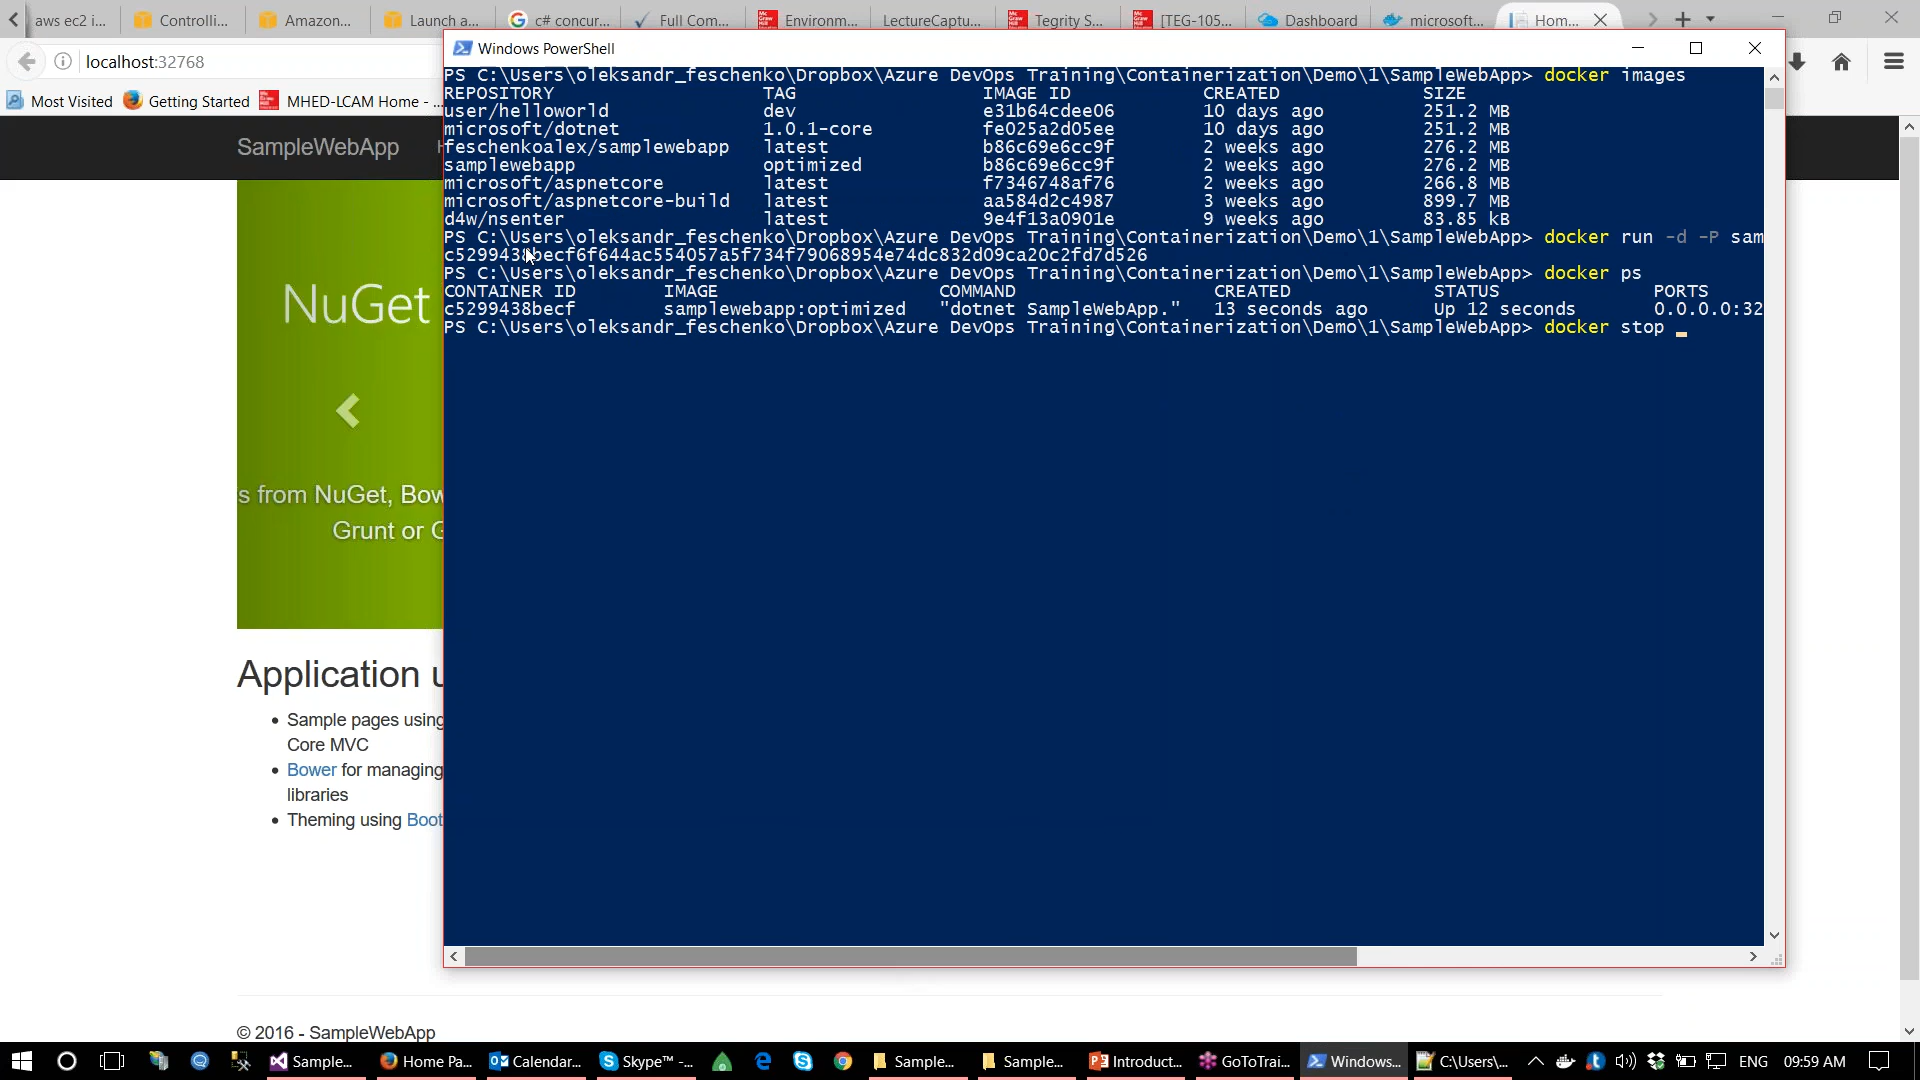 aws ec2 i...
Controlli...
Amazon...
Launch a...
c# concur...
Full Com...
Environm...
LectureCaptu...
Tegrity S...
[TEG-105...
Dashboard
microsoft...
Hom...
Windows PowerShell
localhost:32768
Most Visited
Getting Started
MHED-LCAM Home - ...
SampleWebApp
NuGet
's from NuGet, Bow
Grunt or G
Application u
Sample pages using
Core MVC
Bower for managing
libraries
Theming using Boot
© 2016 - SampleWebApp
PS C:\Users\oleksandr_feschenko\Dropbox\Azure DevOps Training\Containerization\Demo\1\SampleWebApp> docker images
REPOSITORY TAG IMAGE ID CREATED SIZE
user/helloworld dev e31b64cdee06 10 days ago 251.2 MB
microsoft/dotnet 1.0.1-core fe025a2d05ee 10 days ago 251.2 MB
feschenkoalex/samplewebapp latest b86c69e6cc9f 2 weeks ago 276.2 MB
samplewebapp optimized b86c69e6cc9f 2 weeks ago 276.2 MB
microsoft/aspnetcore latest f7346748af76 2 weeks ago 266.8 MB
microsoft/aspnetcore-build latest aa584d2c4987 3 weeks ago 899.7 MB
d4w/nsenter latest 9e4f13a0901e 9 weeks ago 83.85 kB
PS C:\Users\oleksandr_feschenko\Dropbox\Azure DevOps Training\Containerization\Demo\1\SampleWebApp> docker run -d -P sam
c5299438becf6f644ac554057a5f734f79068954e74dc832d09ca20c2fd7d526
PS C:\Users\oleksandr_feschenko\Dropbox\Azure DevOps Training\Containerization\Demo\1\SampleWebApp> docker ps
CONTAINER ID IMAGE COMMAND CREATED STATUS PORTS
c5299438becf samplewebapp:optimized "dotnet SampleWebApp." 13 seconds ago Up 12 seconds 0.0.0.0:32
PS C:\Users\oleksandr_feschenko\Dropbox\Azure DevOps Training\Containerization\Demo\1\SampleWebApp> docker stop _
Sample...
Home Pa...
Calendar...
Skype™ -...
Sample...
Sample...
Introduct...
GoToTrai...
Windows...
C:\Users\...
ENG
09:59 AM